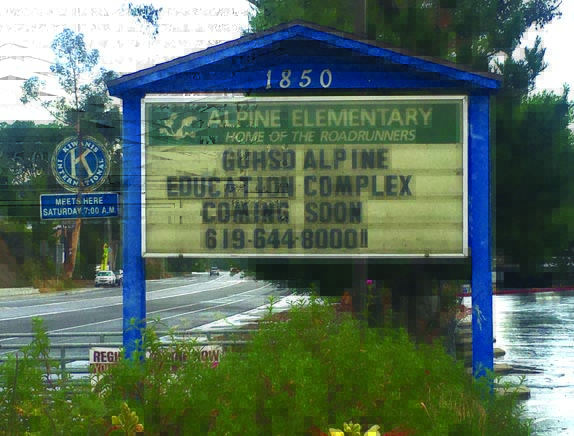 1850
ALPINE ELEMENTARY
HOME OF THE ROADRUNNERS
GUHSD ALPINE
EDUCATION COMPLEX
COMING SOON
619-644-8000
KIWANIS
K
INTERNATIONAL
MEETS HERE
SATURDAY 7:00 A.M.
NOW